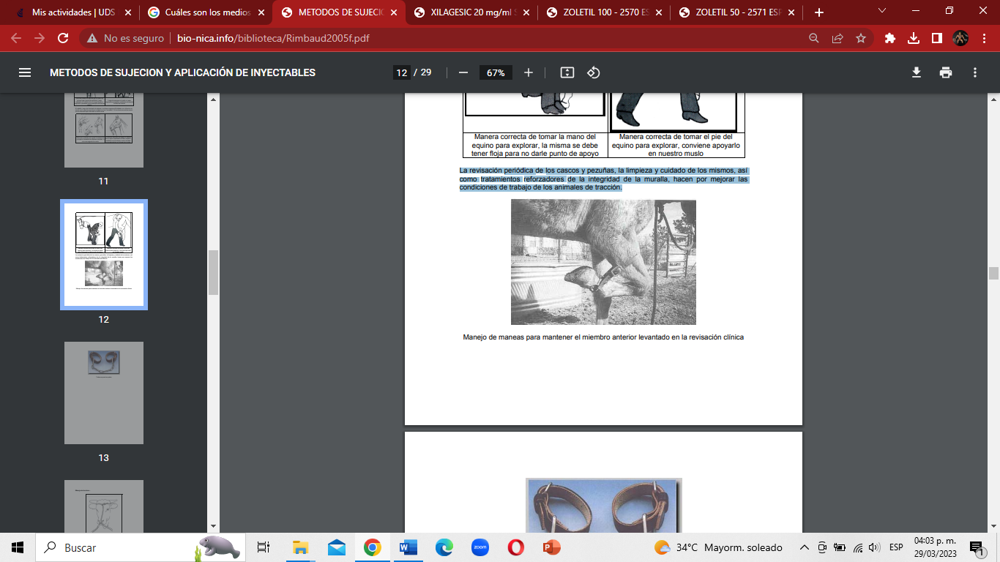 Mis actividades | UDS
Cuáles son los medios
METODOS DE SUJECIO
XILAGESIC 20 mg/ml S
ZOLETIL 100 - 2570 ES
ZOLETIL 50 - 2571 ESP
No es seguro
bio-nica.info/biblioteca/Rimbaud2005f.pdf
METODOS DE SUJECION Y APLICACIÓN DE INYECTABLES
12 / 29
67%
11
12
13
Manera correcta de tomar la mano del
equino para explorar, la misma se debe
tener floja para no darle punto de apoyo
Manera correcta de tomar el pie del
equino para explorar, conviene apoyarlo
en nuestro muslo
La revisación periódica de los cascos y pezuñas, la limpieza y cuidado de los mismos, así
como tratamientos reforzadores de la integridad de la muralla, hacen por mejorar las
condiciones de trabajo de los animales de tracción.
Manejo de maneas para mantener el miembro anterior levantado en la revisación clínica
Buscar
zoom
34°C Mayorm. soleado
ESP
04:03 p. m.
29/03/2023
1